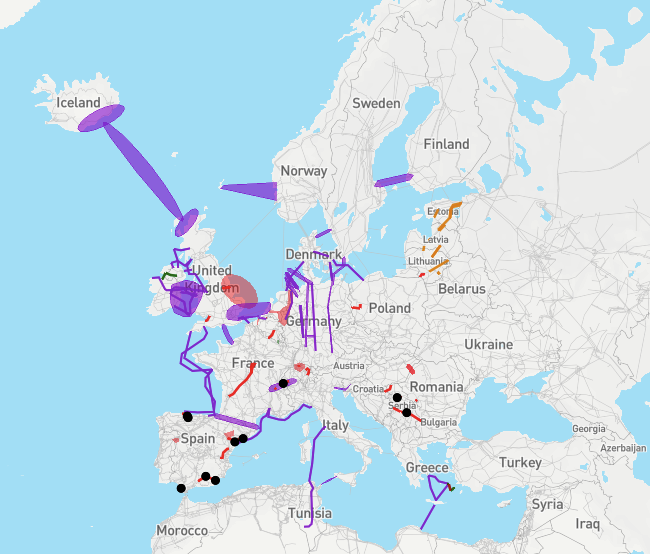 Iceland
Sweden
Finland
Norway
Estonia
Latvia
Denmark
Lithuania
United
Kingdom
Belarus
Poland
Germany
Ukraine
France
Austria
Croatia
Romania
Serbia
Bulgaria
Georgia
Italy
Spain
Azerbaijan
Greece
Turkey
Syria
Tunisia
Iraq
Morocco